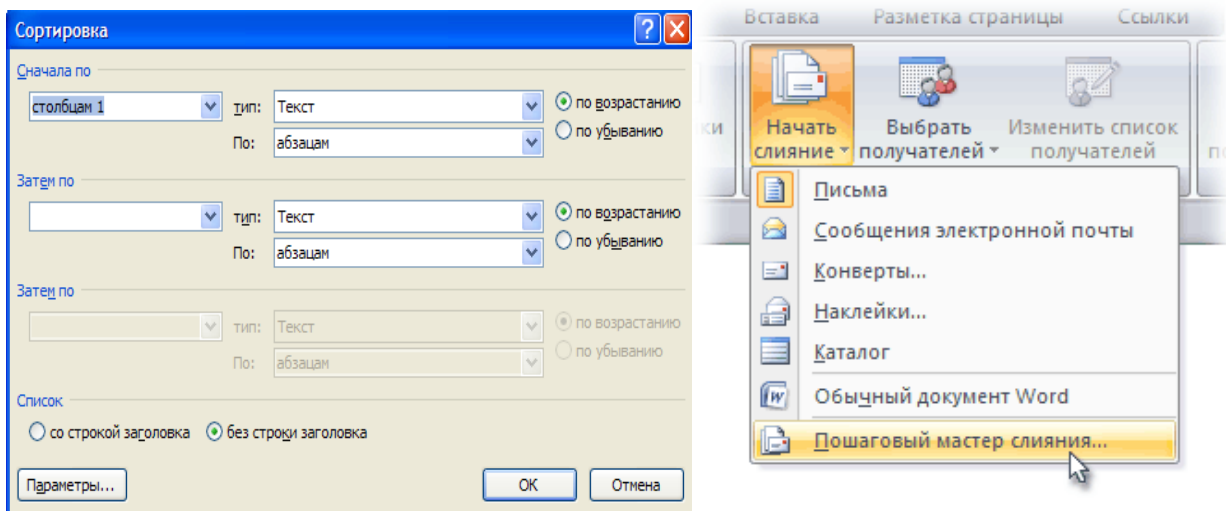 Сортировка
Сначала по
столбцам 1
тип:
Текст
по возрастанию
по убыванию
По:
абзацам
Затем по
тип:
Текст
по возрастанию
по убыванию
По:
абзацам
Затем по
тип:
Текст
по возрастанию
по убыванию
По:
абзацам
Список
со строкой заголовка
без строки заголовка
Параметры...
ОК
Отмена
Вставка
Разметка страницы
Ссылки
Начать
слияние
Выбрать
получателей
Изменить список
получателей
Письма
Сообщения электронной почты
Конверты...
Наклейки...
Каталог
Обычный документ Word
Пошаговый мастер слияния...